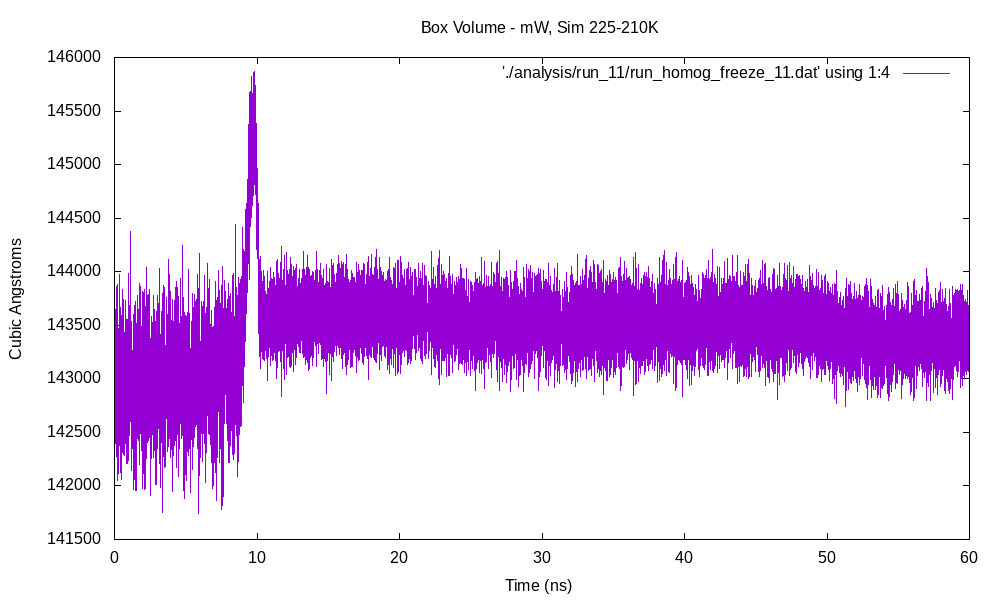 Box Volume - mW, Sim 225-210K
'./analysis/run_11/run_homog_freeze_11.dat' using 1:4
146000
145500
145000
144500
144000
143500
143000
142500
142000
141500
Cubic Angstroms
0 10 20 30 40 50 60
Time (ns)